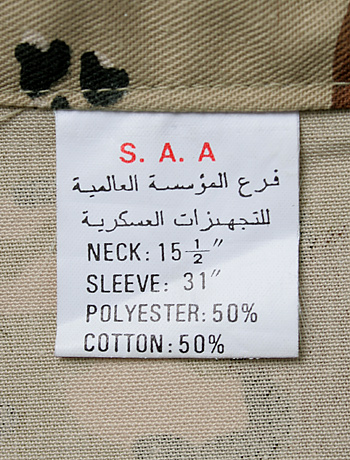 S. A. A
فرع المؤسسة العالمية
للتجهيزات العسكرية
NECK: 15 1/2"
SLEEVE: 31"
POLYESTER: 50%
COTTON: 50%